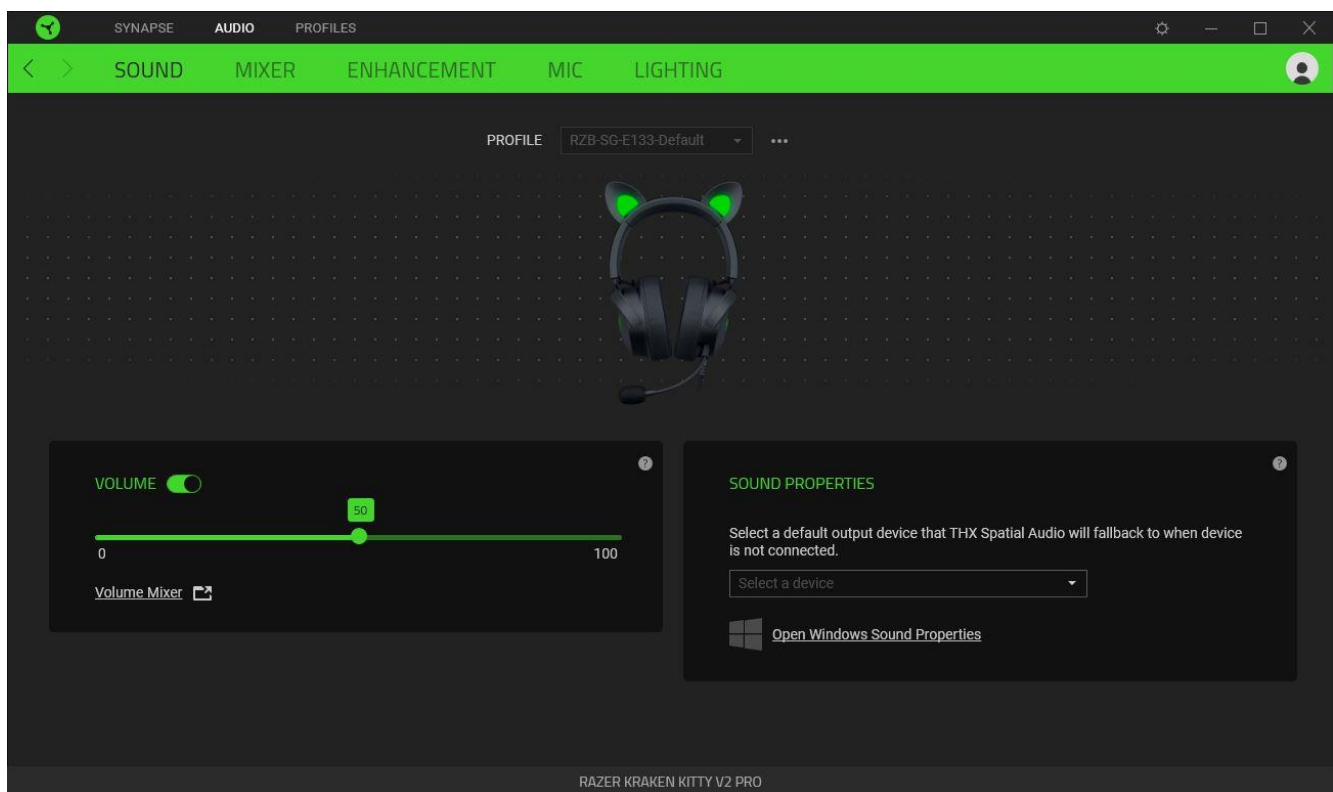 SYNAPSE AUDIO PROFILES
SOUND MIXER ENHANCEMENT MIC LIGHTING
PROFILE RZB-SG-E133-Default
VOLUME
50
0 100
Volume Mixer
SOUND PROPERTIES
Select a default output device that THX Spatial Audio will fallback to when device
is not connected.
Select a device
Open Windows Sound Properties
RAZER KRAKEN KITTY V2 PRO